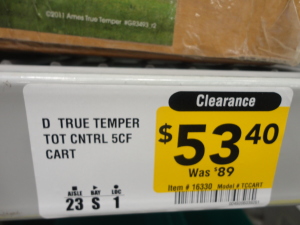 ©2011 Ames True Temper
Clearance
D TRUE TEMPER
TOT CNTRL 5CF
CART
$53.40
Was $89
AISLE BAY LOC
23 S 1
Item # 16330 Model # TCCART